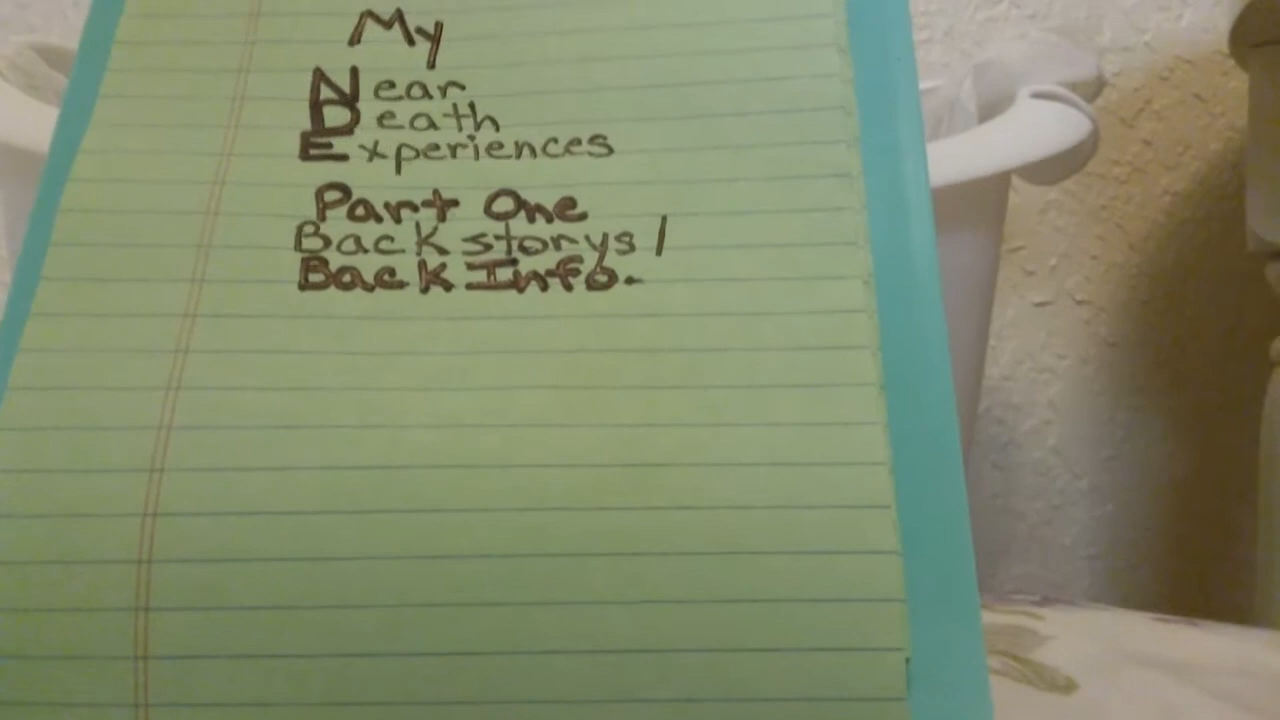 My
Near
Death
Experiences
Part One
Back storys /
Back Info.